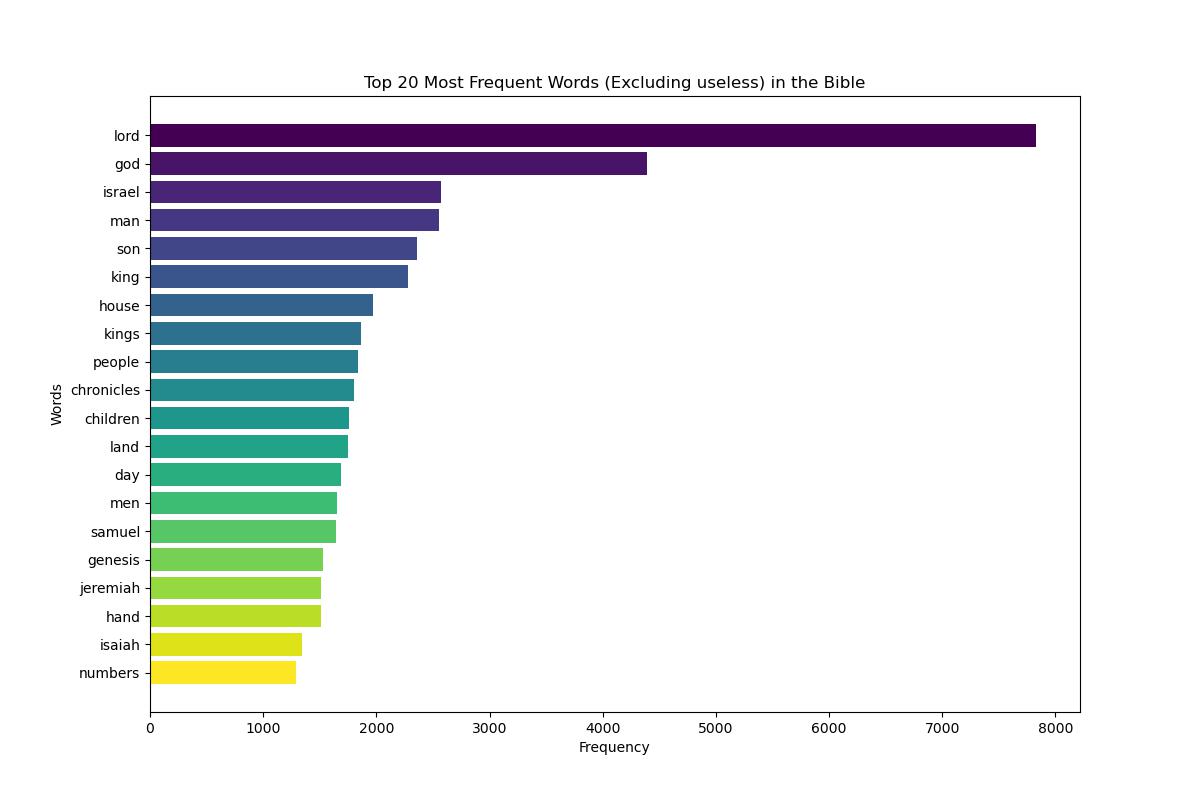 Top 20 Most Frequent Words (Excluding useless) in the Bible
Words
lord
god
israel
man
son
king
house
kings
people
chronicles
children
land
day
men
samuel
genesis
jeremiah
hand
isaiah
numbers
0 1000 2000 3000 4000 5000 6000 7000 8000
Frequency